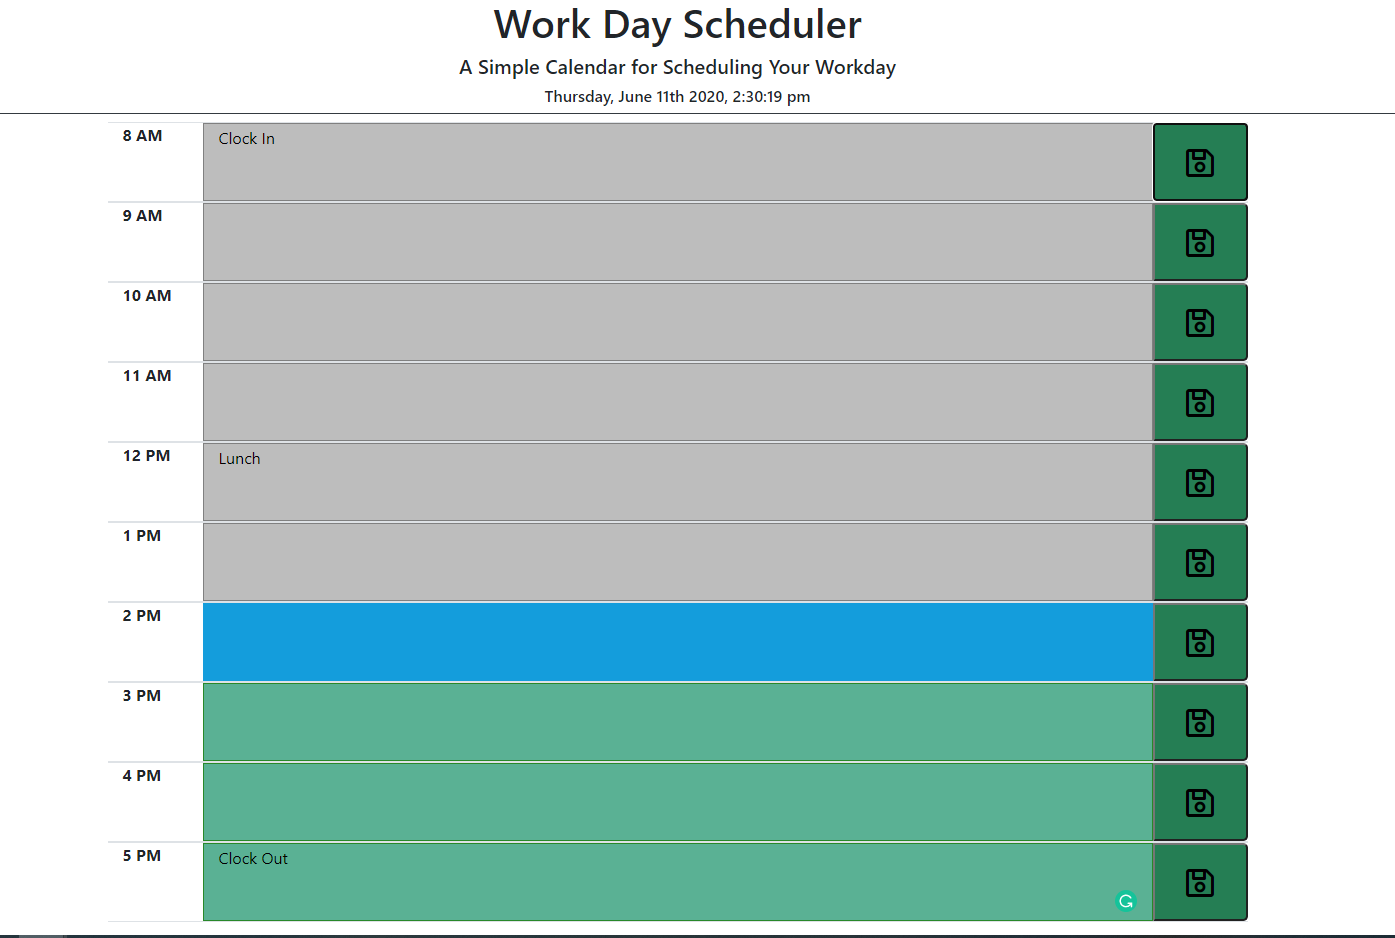 Work Day Scheduler
A Simple Calendar for Scheduling Your Workday
Thursday, June 11th 2020, 2:30:19 pm
8 AM
Clock In
9 AM
10 AM
11 AM
12 PM
Lunch
1 PM
2 PM
3 PM
4 PM
5 PM
Clock Out